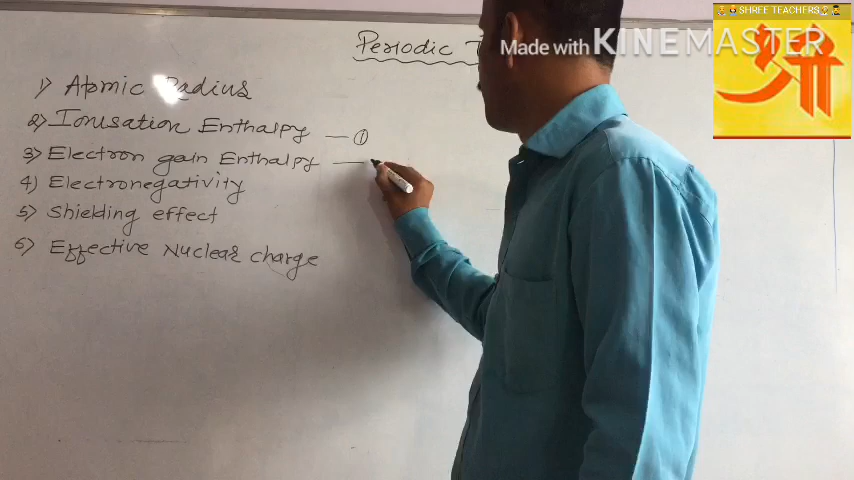 SHREE TEACHERS
Made with KINEMASTER
श्री
Periodic T
1) Atomic Radius
2) Ionisation Enthalpy — ①
3) Electron gain Enthalpy —
4) Electronegativity
5) Shielding effect
6) Effective Nuclear charge